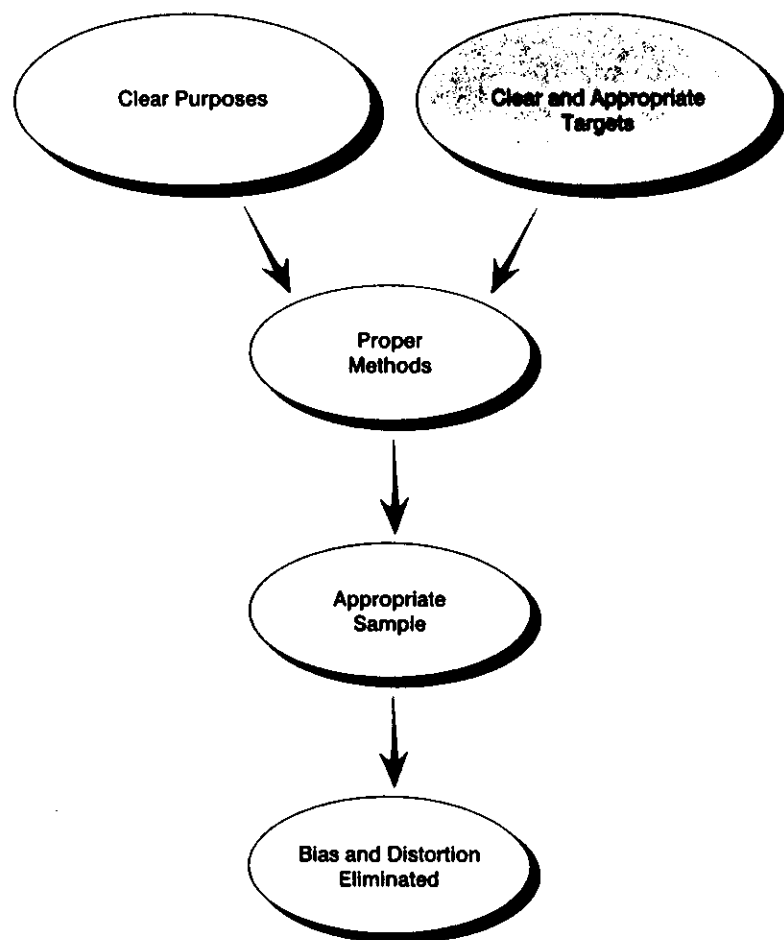 Clear Purposes
Clear and Appropriate
Targets
Proper
Methods
Appropriate
Sample
Bias and Distortion
Eliminated